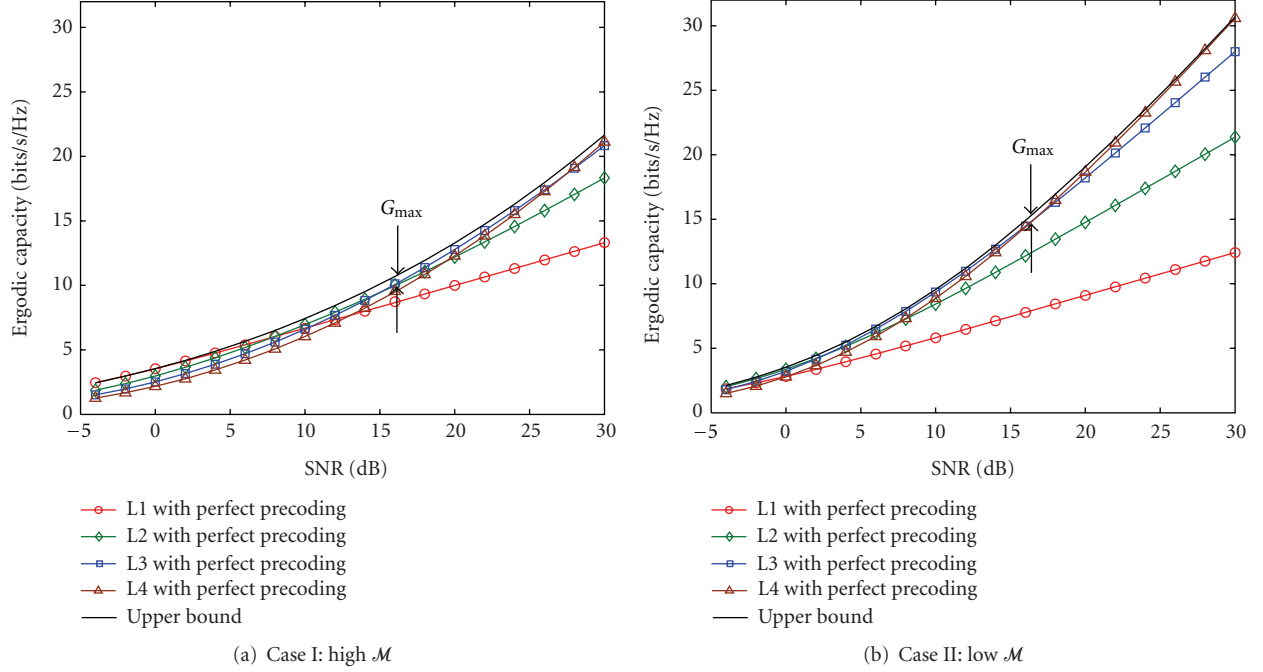 30
25
20
15
10
5
0
Ergodic capacity (bits/s/Hz)
Gmax
−5
0
5
10
15
20
25
30
SNR (dB)
L1 with perfect precoding
L2 with perfect precoding
L3 with perfect precoding
L4 with perfect precoding
Upper bound
(a) Case I: high ℳ
30
25
20
15
10
5
0
Ergodic capacity (bits/s/Hz)
Gmax
−5
0
5
10
15
20
25
30
SNR (dB)
L1 with perfect precoding
L2 with perfect precoding
L3 with perfect precoding
L4 with perfect precoding
Upper bound
(b) Case II: low ℳ